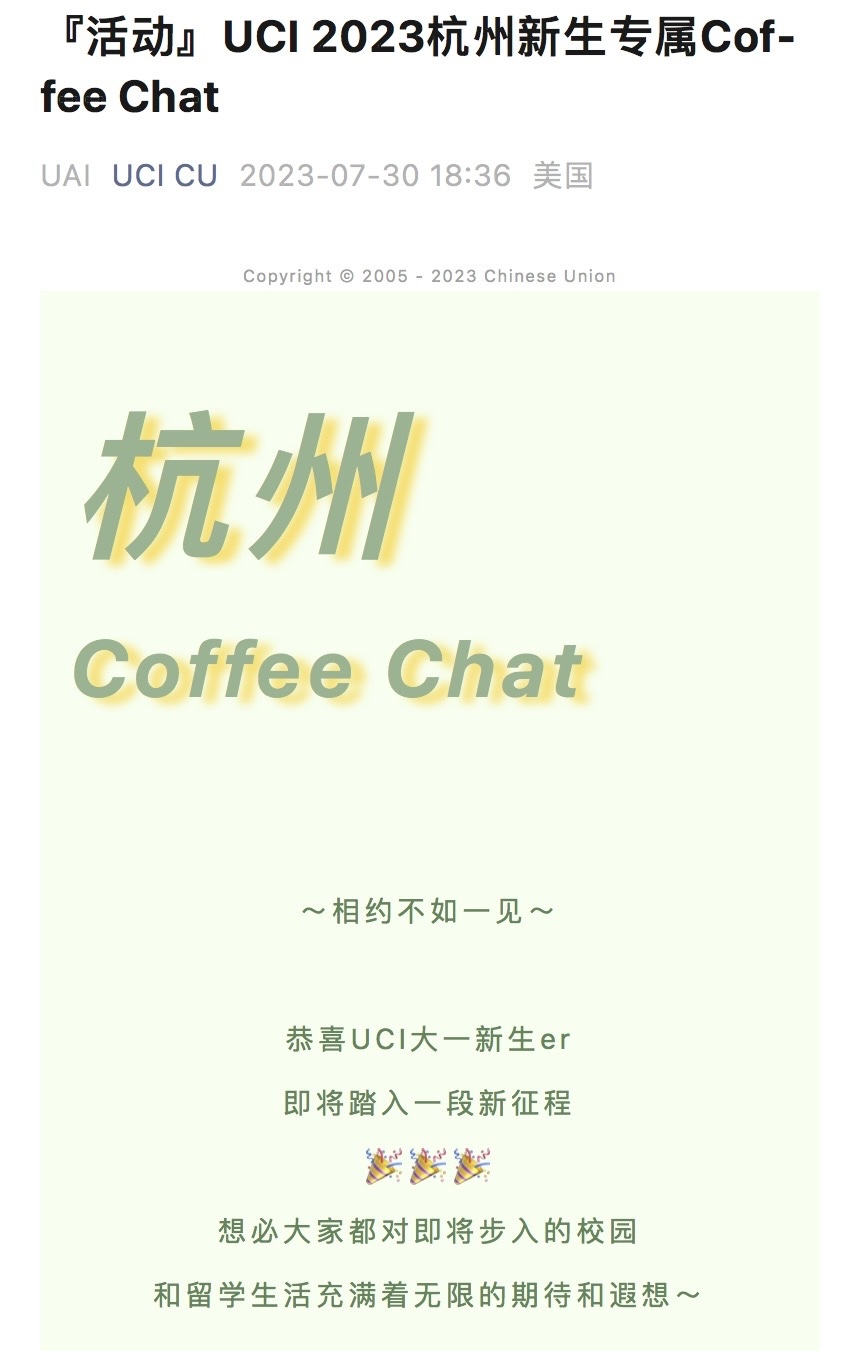 『活动』UCI 2023杭州新生专属Cof-
fee Chat
UAI UCI CU 2023-07-30 18:36 美国
Copyright © 2005 - 2023 Chinese Union
杭州
Coffee Chat
～相约不如一见～
恭喜UCI大一新生er
即将踏入一段新征程
🎉🎉🎉
想必大家都对即将步入的校园
和留学生活充满着无限的期待和遐想～